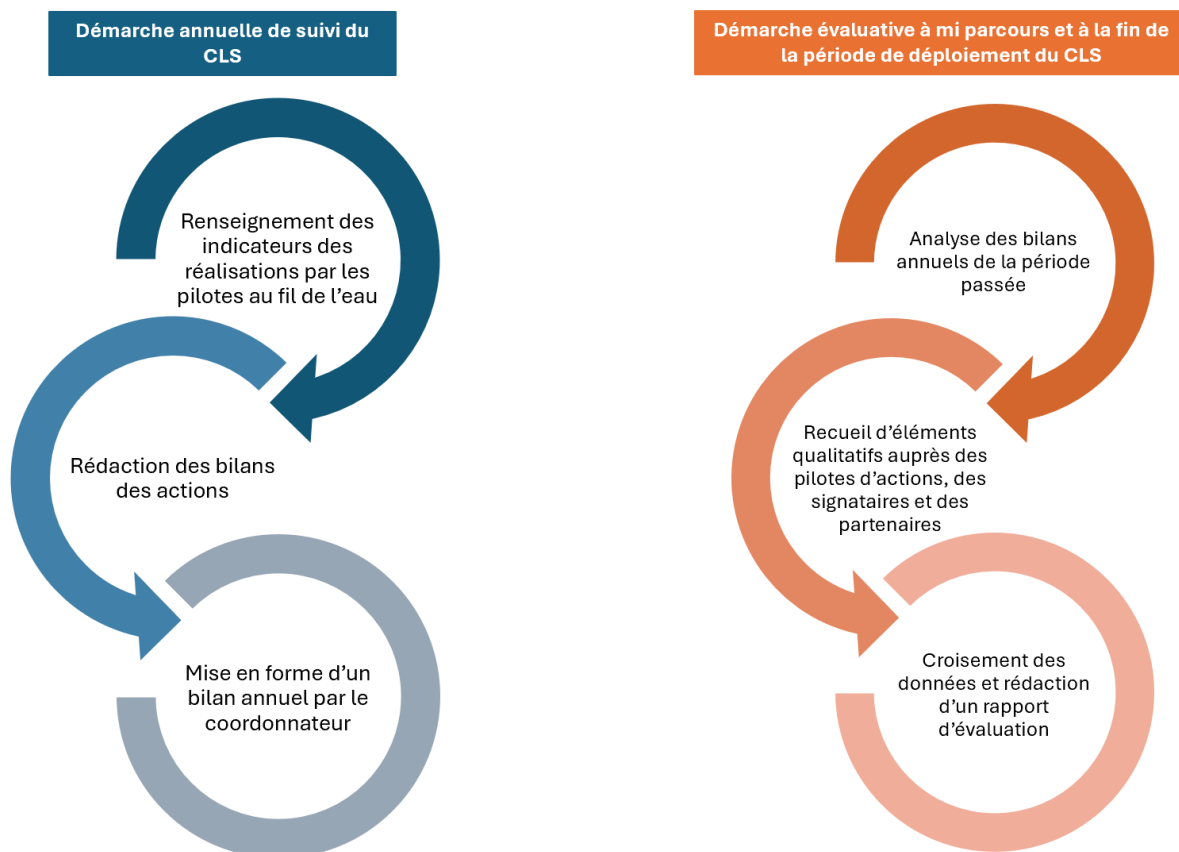 Démarche annuelle de suivi du
CLS
Renseignement des
indicateurs des
réalisations par les
pilotes au fil de l’eau
Rédaction des bilans
des actions
Mise en forme d’un
bilan annuel par le
coordonnateur
Démarche évaluative à mi parcours et à la fin de
la période de déploiement du CLS
Analyse des bilans
annuels de la période
passée
Recueil d’éléments
qualitatifs auprès des
pilotes d’actions, des
signataires et des
partenaires
Croisement des
données et rédaction
d’un rapport
d’évaluation